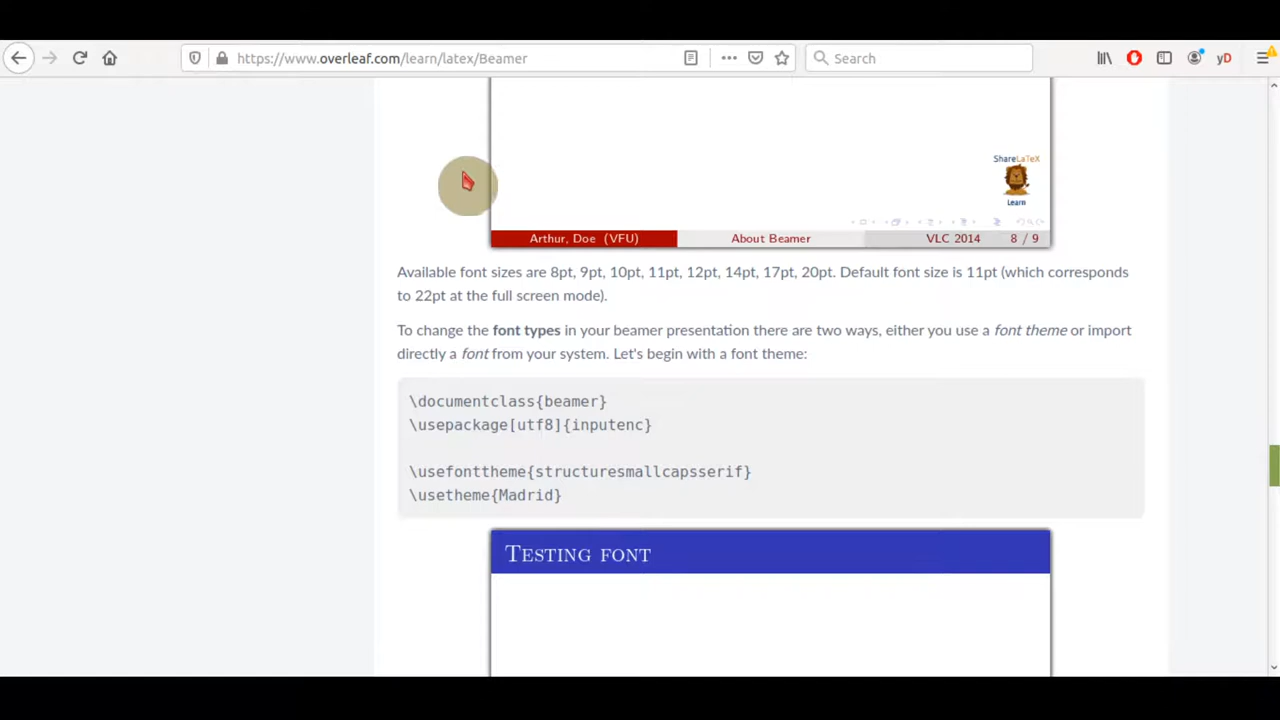 https://www.overleaf.com/learn/latex/Beamer
Search
yD
ShareLaTeX
Learn
Arthur, Doe (VFU) About Beamer VLC 2014 8 / 9
Available font sizes are 8pt, 9pt, 10pt, 11pt, 12pt, 14pt, 17pt, 20pt. Default font size is 11pt (which corresponds
to 22pt at the full screen mode).
To change the font types in your beamer presentation there are two ways, either you use a font theme or import
directly a font from your system. Let's begin with a font theme:
\documentclass{beamer}
\usepackage[utf8]{inputenc}
\usefonttheme{structuresmallcapsserif}
\usetheme{Madrid}
Testing font